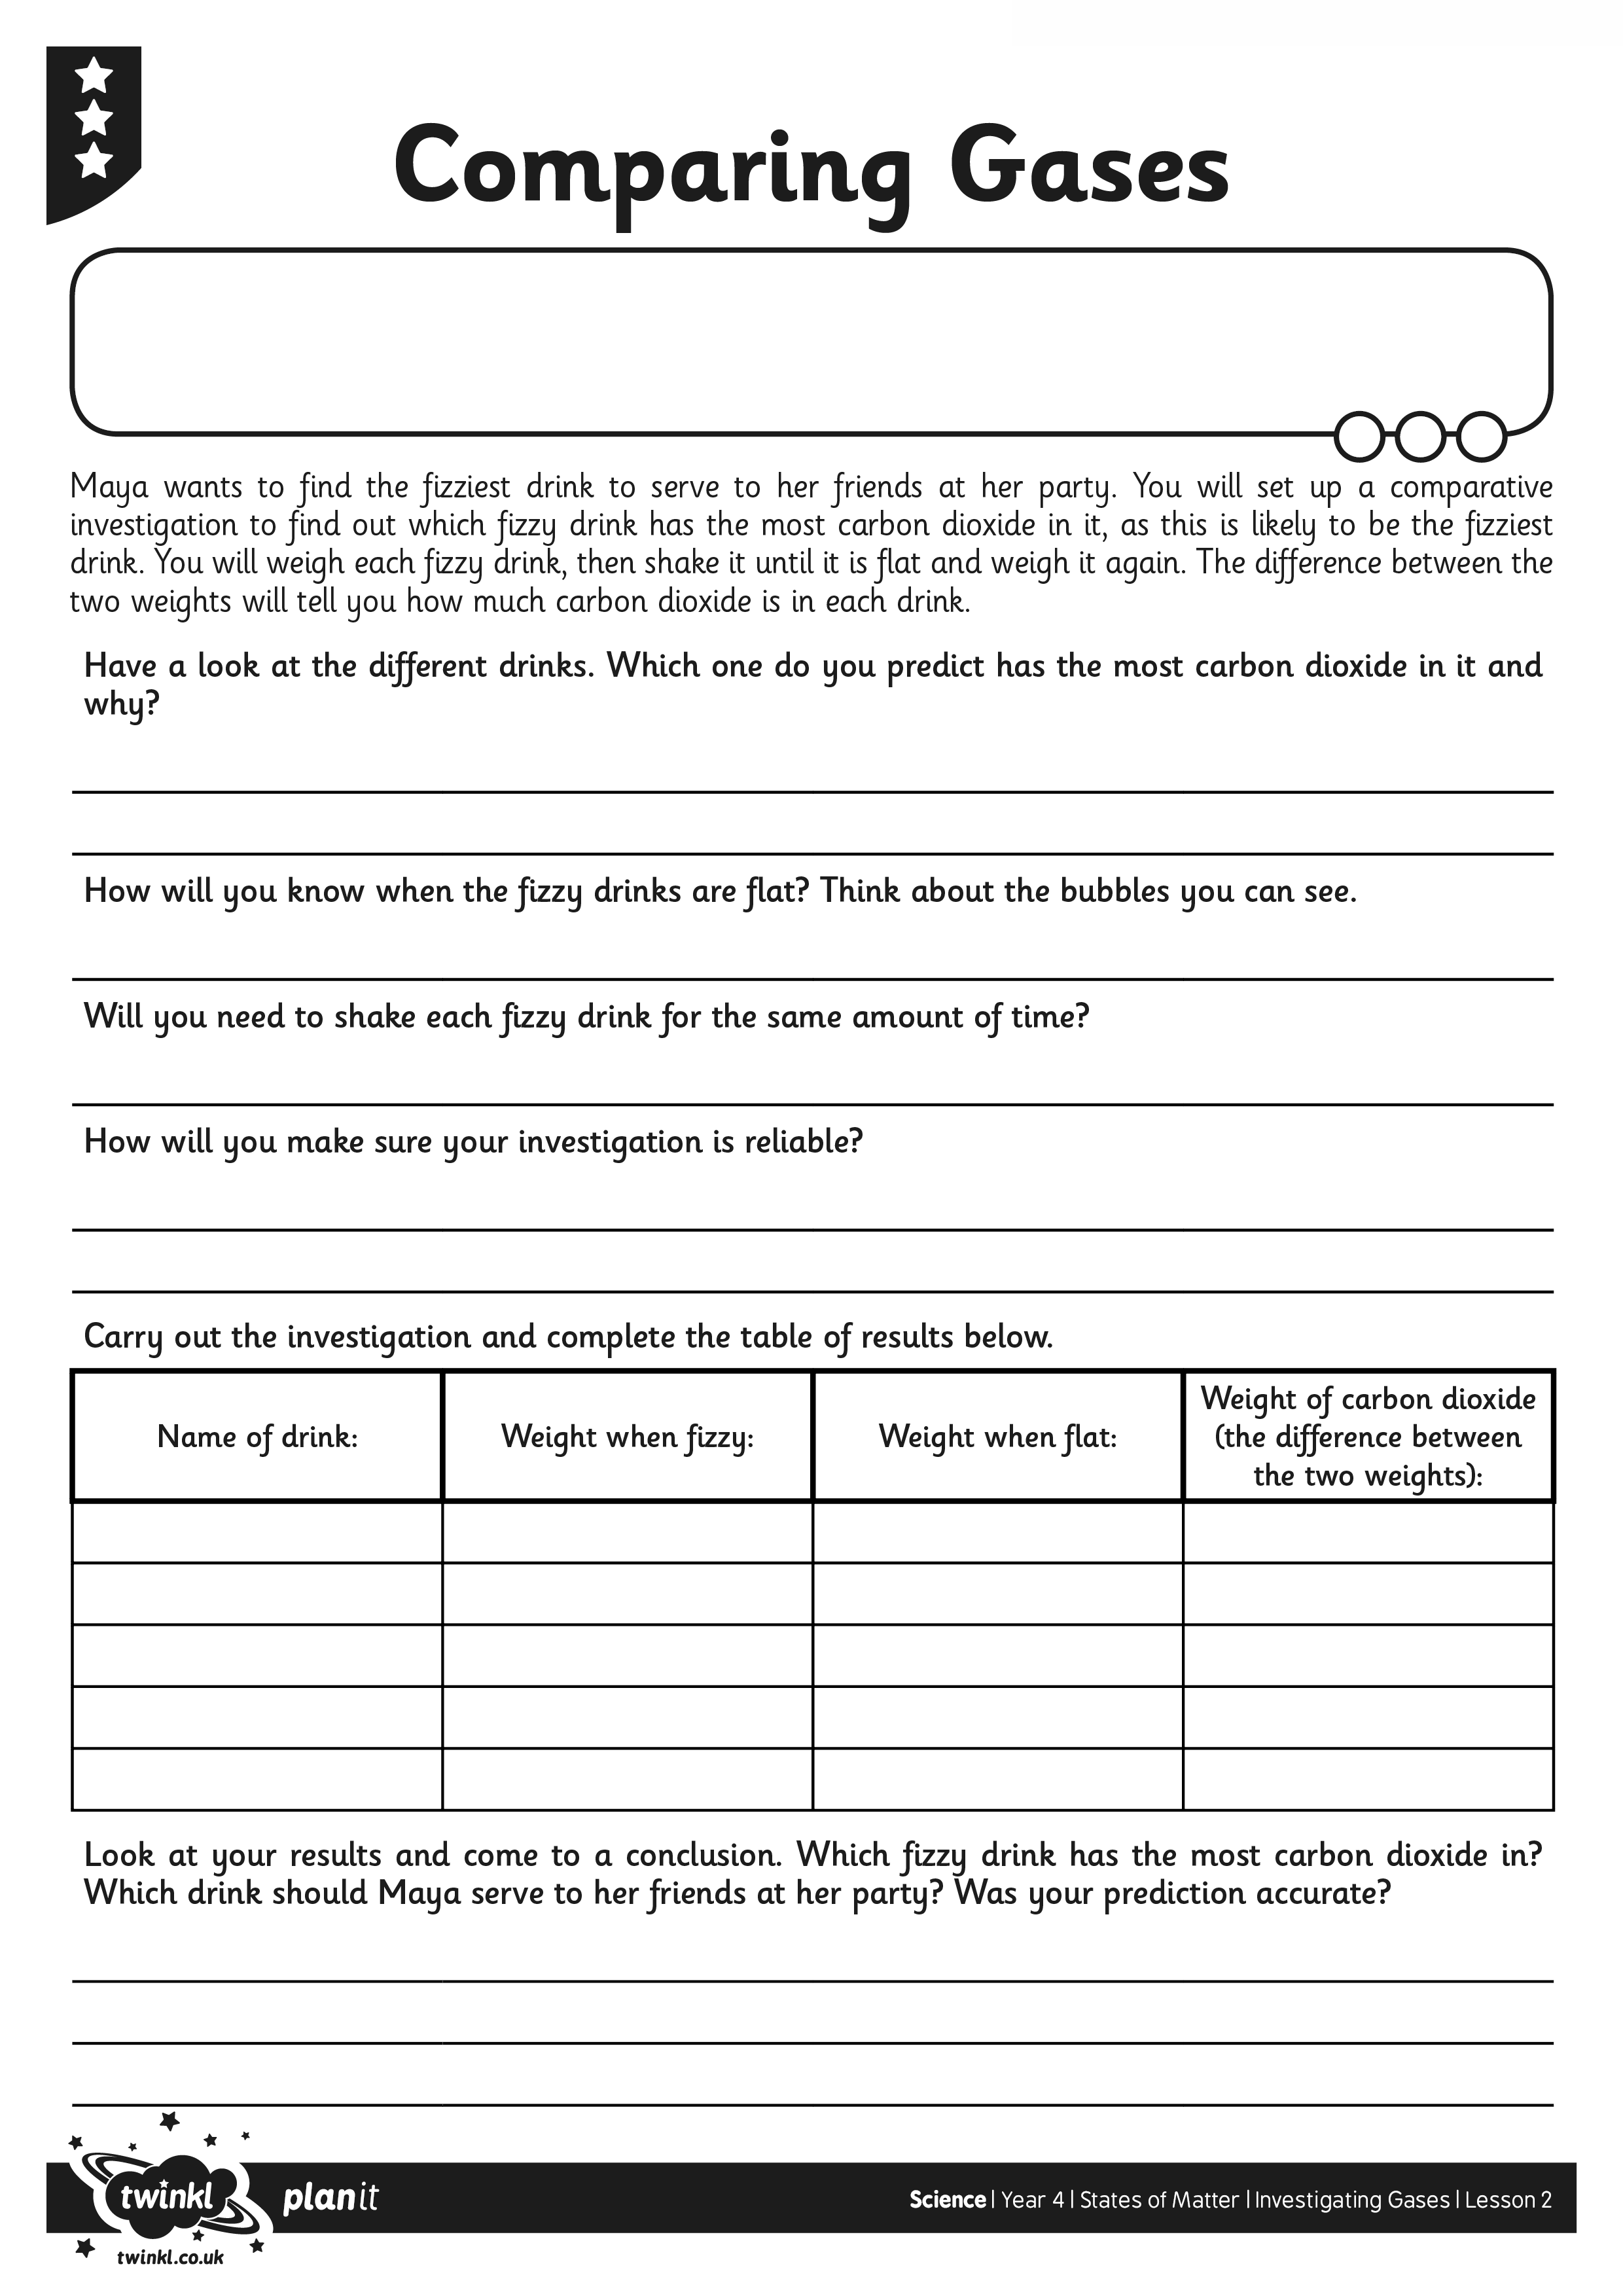 Comparing Gases
Maya wants to find the fizziest drink to serve to her friends at her party. You will set up a comparative
investigation to find out which fizzy drink has the most carbon dioxide in it, as this is likely to be the fizziest
drink. You will weigh each fizzy drink, then shake it until it is flat and weigh it again. The difference between the
two weights will tell you how much carbon dioxide is in each drink.
Have a look at the different drinks. Which one do you predict has the most carbon dioxide in it and
why?
How will you know when the fizzy drinks are flat? Think about the bubbles you can see.
Will you need to shake each fizzy drink for the same amount of time?
How will you make sure your investigation is reliable?
Carry out the investigation and complete the table of results below.
Name of drink:
Weight when fizzy:
Weight when flat:
Weight of carbon dioxide
(the difference between
the two weights):
Look at your results and come to a conclusion. Which fizzy drink has the most carbon dioxide in?
Which drink should Maya serve to her friends at her party? Was your prediction accurate?
twinkl
planit
Science | Year 4 | States of Matter | Investigating Gases | Lesson 2
twinkl.co.uk